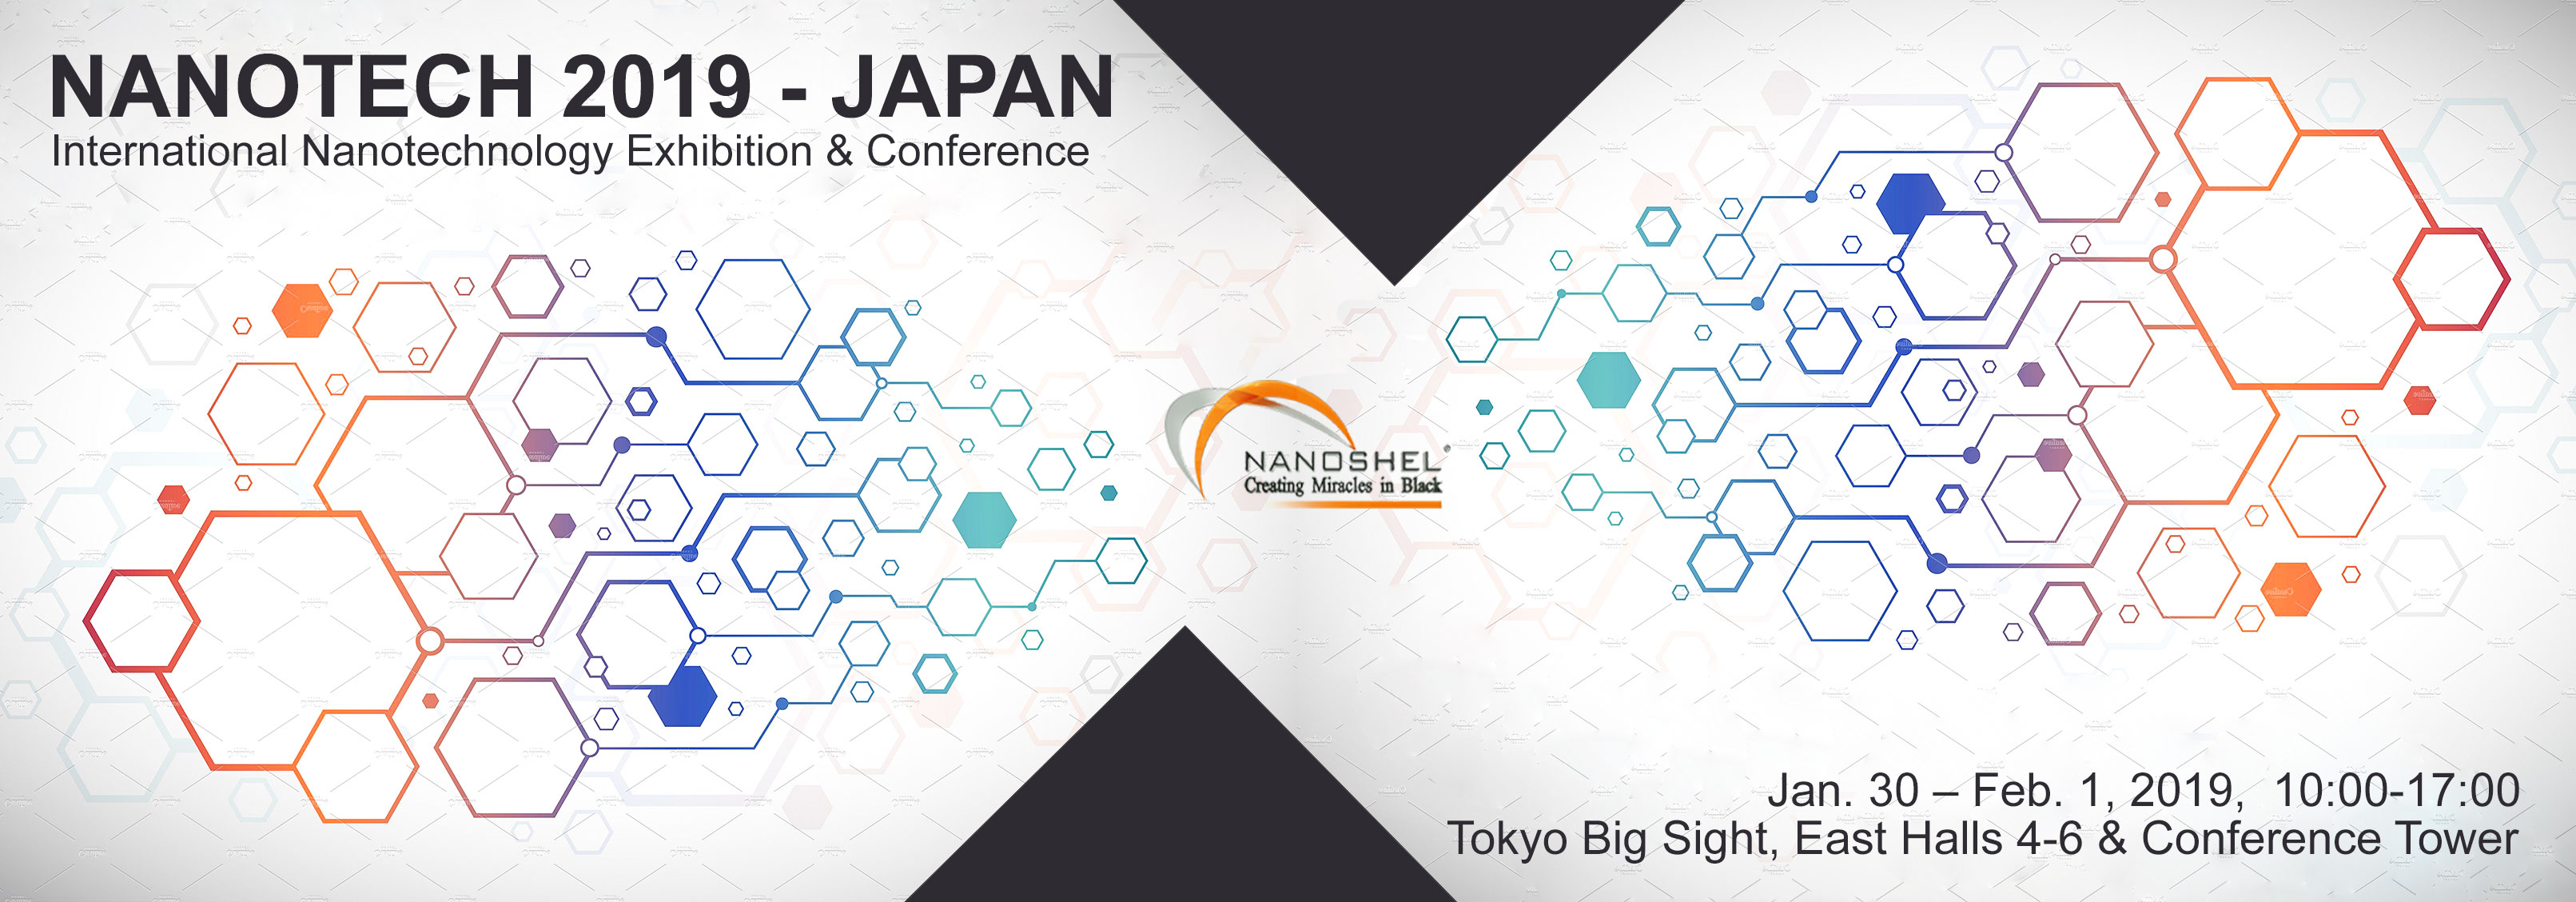 NANOTECH 2019 - JAPAN
International Nanotechnology Exhibition & Conference
NANOSHEL®
Creating Miracles in Black
Jan. 30 – Feb. 1, 2019, 10:00-17:00
Tokyo Big Sight, East Halls 4-6 & Conference Tower